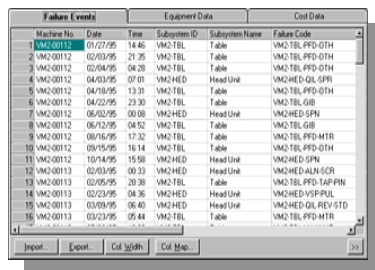 Failure Events Equipment Data Cost Data
Machine No. Date Time Subsystem ID Subsystem Name Failure Code
1 VM2-00112 01/27/95 14:46 VM2-TBL Table VM2-TBL-PFD-OTH
2 VM2-00112 02/03/95 21:35 VM2-TBL Table VM2-TBL-PFD-OTH
3 VM2-00112 02/04/95 04:28 VM2-TBL Table VM2-TBL-PFD-OTH
4 VM2-00112 04/03/95 07:01 VM2-HED Head Unit VM2-HED-QIL-SPR
5 VM2-00112 04/18/95 13:31 VM2-TBL Table VM2-TBL-PFD-OTH
6 VM2-00112 04/22/95 23:30 VM2-TBL Table VM2-TBL-GIB
7 VM2-00112 06/02/95 00:08 VM2-HED Head Unit VM2-HED-SPN
8 VM2-00112 06/12/95 04:52 VM2-TBL Table VM2-TBL-GIB
9 VM2-00112 08/16/95 17:32 VM2-TBL Table VM2-TBL-PFD-MTR
10 VM2-00112 09/15/95 16:14 VM2-TBL Table VM2-TBL-PFD-OTH
11 VM2-00112 10/14/95 15:58 VM2-HED Head Unit VM2-HED-SPN
12 VM2-00113 02/03/95 00:33 VM2-HED Head Unit VM2-HED-ALN-SCR
13 VM2-00113 02/05/95 20:38 VM2-TBL Table VM2-TBL-PFD-TAP-PIN
14 VM2-00113 02/23/95 04:36 VM2-HED Head Unit VM2-HED-VSP-PUL
15 VM2-00113 03/09/95 06:40 VM2-HED Head Unit VM2-HED-QIL-REV-STD
16 VM2-00113 03/23/95 05:44 VM2-TBL Table VM2-TBL-PFD-MTR
Import... Export... Col. Width Col. Map... >>